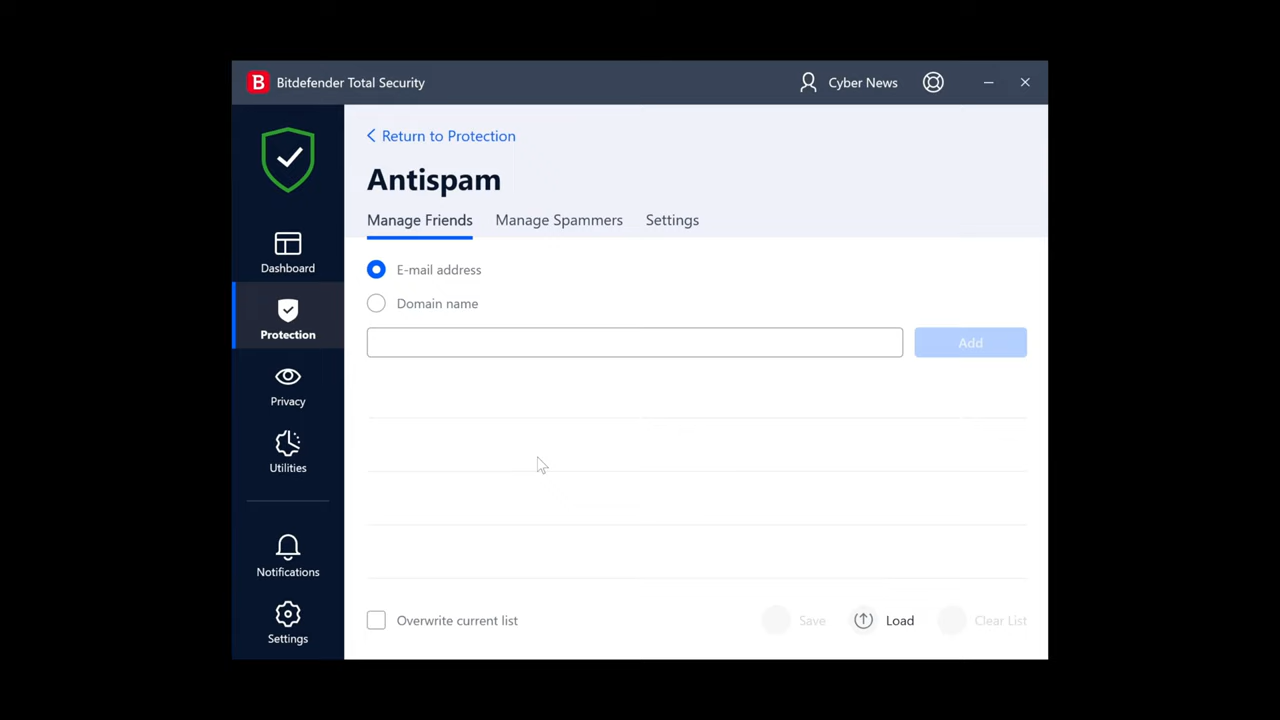 B Bitdefender Total Security
Cyber News
Return to Protection
Antispam
Manage Friends
Manage Spammers
Settings
Dashboard
Protection
Privacy
Utilities
Notifications
Settings
E-mail address
Domain name
Add
Overwrite current list
Save
Load
Clear List